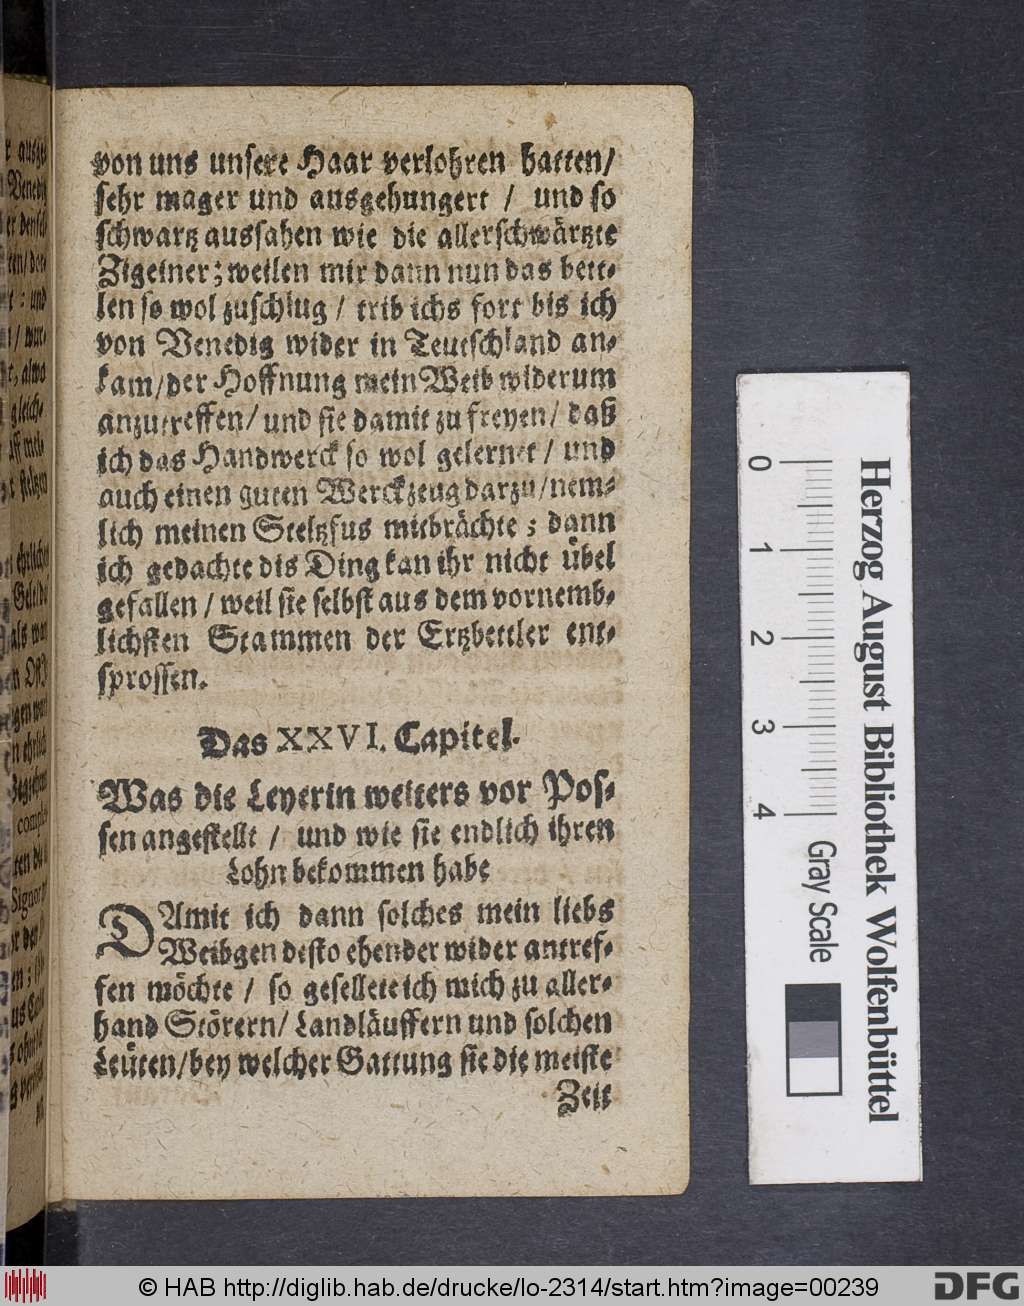 von uns unsere Haar verlohren hatten/
sehr mager und ausgehungert / und so
schwartz aussahen wie die allerschwärtzte
Zigeiner; weilen mir dann nun das bett-
len so wol zuschlug / trib ichs fort bis ich
von Venedig wider in Teutschland an-
kam/der Hoffnung mein Weib widerum
anzutreffen/ und sie damit zu freyen/ daß
ich das Handwerck so wol gelernet / und
auch einen guten Werckzeug darzu/nem-
lich meinen Steltzfus mitbrächte; dann
ich gedachte dis Ding kan ihr nicht übel
gefallen / weil sie selbst aus dem vornemb-
lichsten Stammen der Ertzbettler ent-
sprossen.
Das XXVI. Capitel.
Was die Leyerin weiters vor Pos-
sen angestellt / und wie sie endlich ihren
Lohn bekommen habe
DAmit ich dann solches mein liebs
Weibgen desto ehender wider antref-
fen möchte / so gesellete ich mich zu aller-
hand Störern/ Landläuffern und solchen
Leüten/bey welcher Gattung sie die meiste
Zeit
0 1 2 3 4
Herzog August Bibliothek Wolfenbüttel
Gray Scale
© HAB http://diglib.hab.de/drucke/lo-2314/start.htm?image=00239
DFG